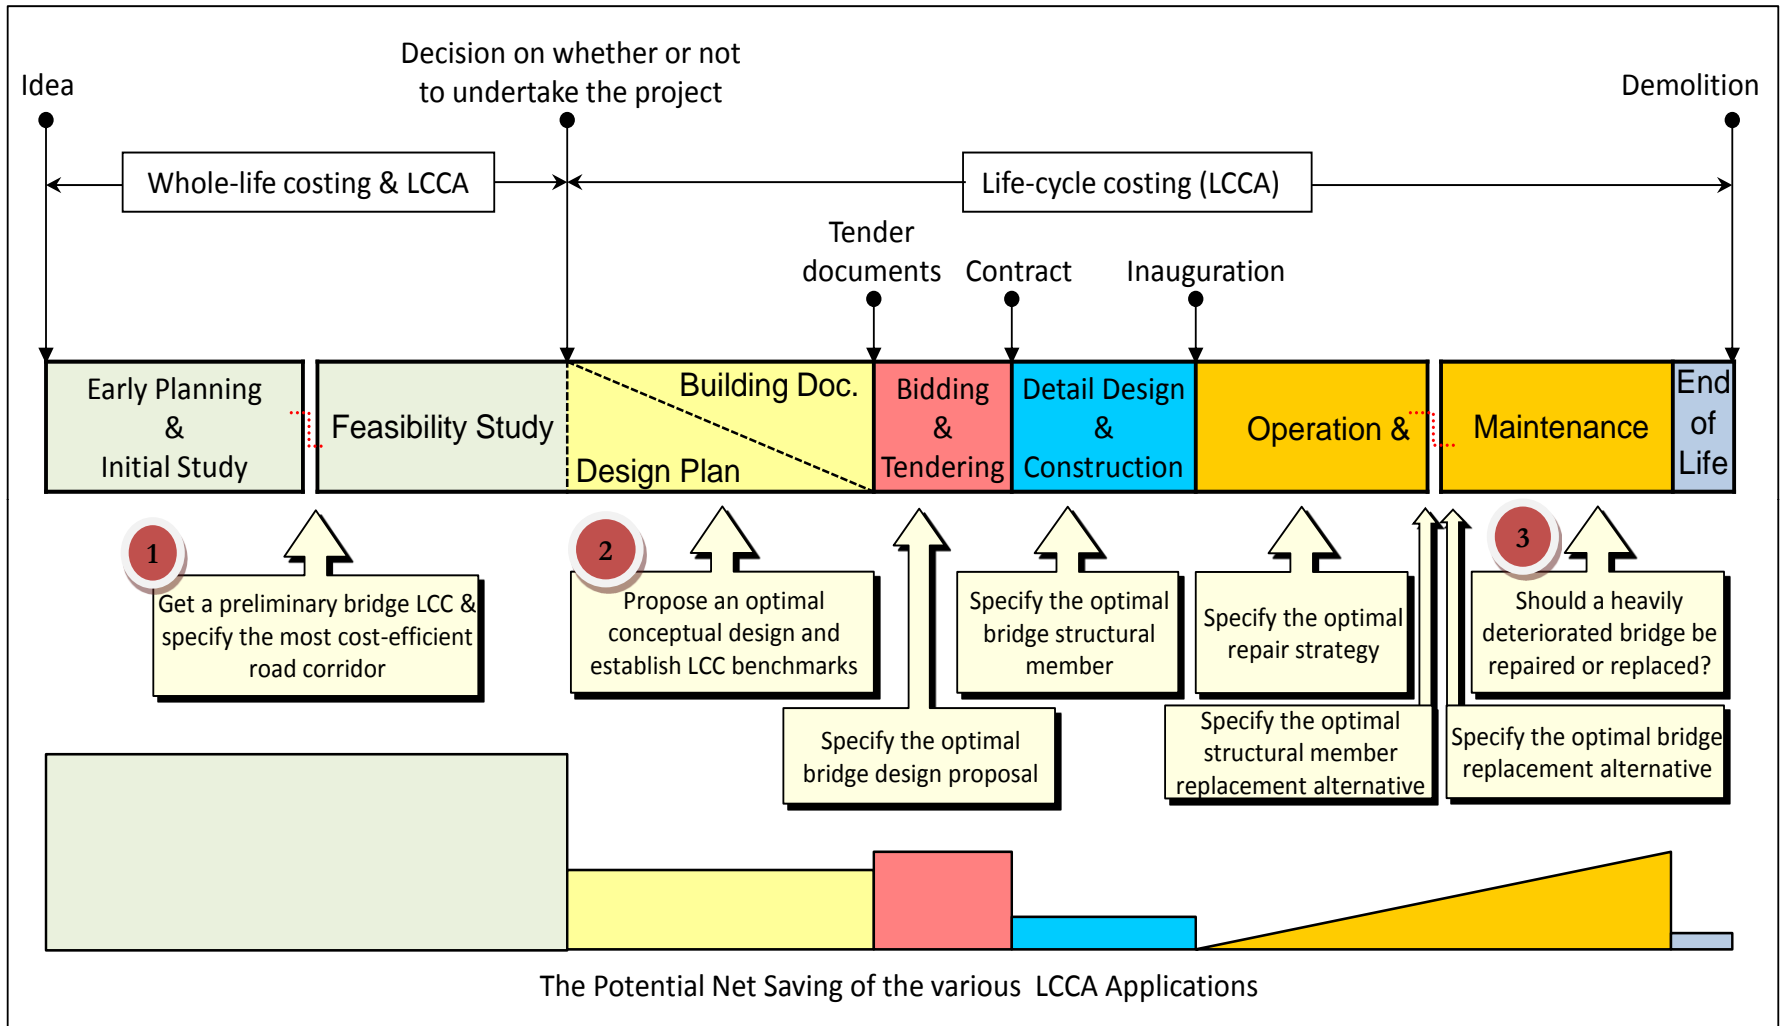 Decision on whether or not
to undertake the project
Idea
Demolition
Whole-life costing & LCCA
Life-cycle costing (LCCA)
Tender
documents
Contract
Inauguration
Early Planning
&
Initial Study
Feasibility Study
Building Doc.
Design Plan
Bidding
&
Tendering
Detail Design
&
Construction
Operation &
Maintenance
End
of
Life
1
Get a preliminary bridge LCC &
specify the most cost-efficient
road corridor
2
Propose an optimal
conceptual design and
establish LCC benchmarks
Specify the optimal
bridge design proposal
Specify the optimal
bridge structural
member
Specify the optimal
repair strategy
Specify the optimal
structural member
replacement alternative
3
Should a heavily
deteriorated bridge be
repaired or replaced?
Specify the optimal bridge
replacement alternative
The Potential Net Saving of the various LCCA Applications